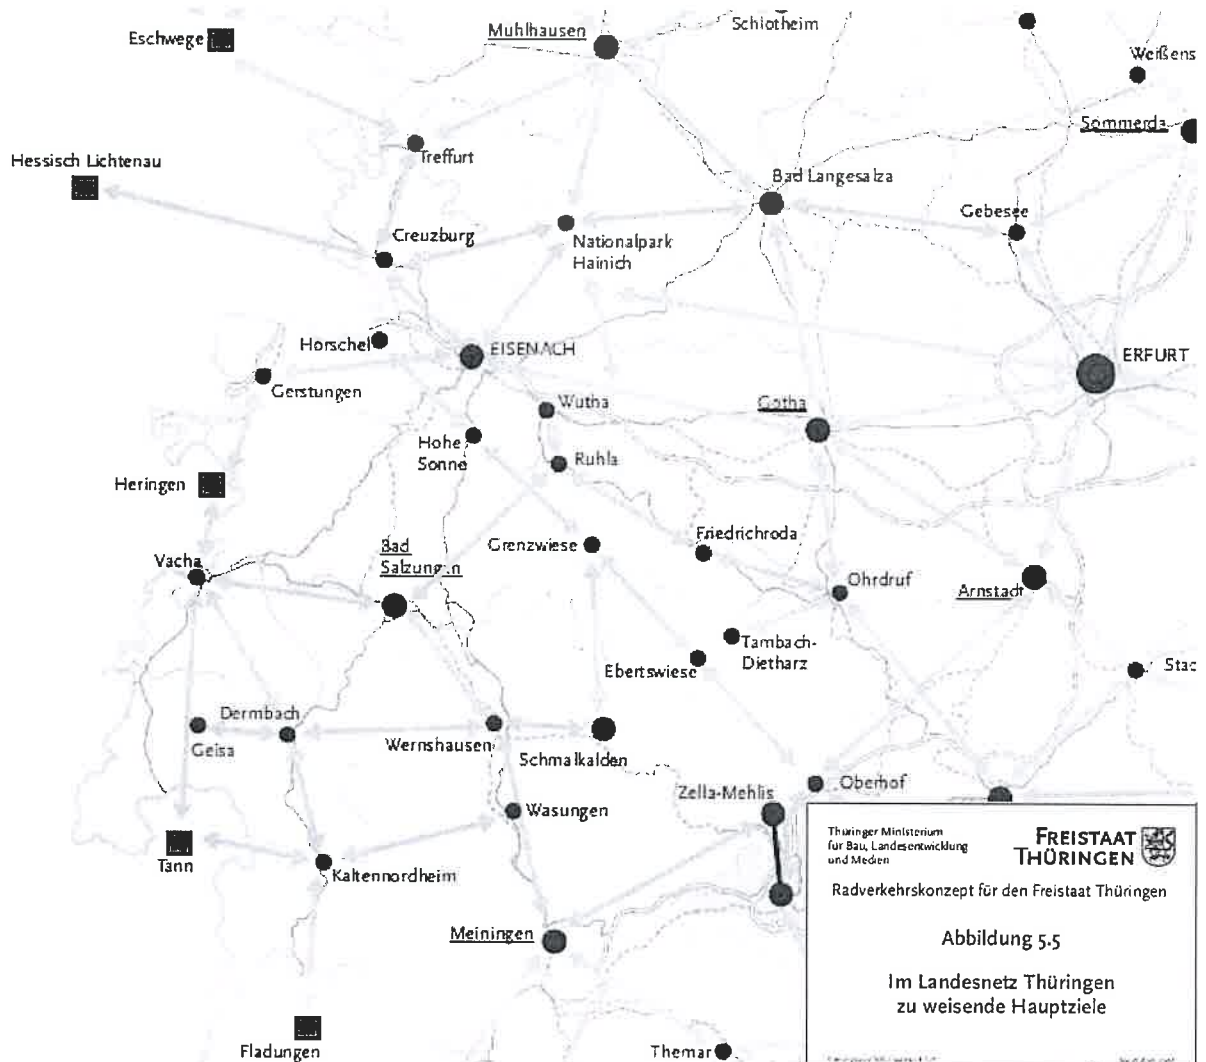 Eschwege
Muhlhausen
Schlotheim
Weißens
Sommerda
Hessisch Lichtenau
Treffurt
Bad Langesalza
Gebesee
Creuzburg
Nationalpark
Hainich
Horschel
EISENACH
ERFURT
Gerstungen
Wutha
Gotha
Hohe
Sonne
Ruhla
Heringen
Friedrichroda
Grenzwiese
Vacha
Bad
Salzungen
Ohrdruf
Arnstadt
Tambach-
Dietharz
Ebertswiese
Stac
Dermbach
Geisa
Wernshausen
Schmalkalden
Zella-Mehlis
Oberhof
Wasungen
Tann
Kaltennordheim
Meiningen
Fladungen
Themar
Thüringer Ministerium
für Bau, Landesentwicklung
und Medien
FREISTAAT
THÜRINGEN
Radverkehrskonzept für den Freistaat Thüringen
Abbildung 5.5
Im Landesnetz Thüringen
zu weisende Hauptziele